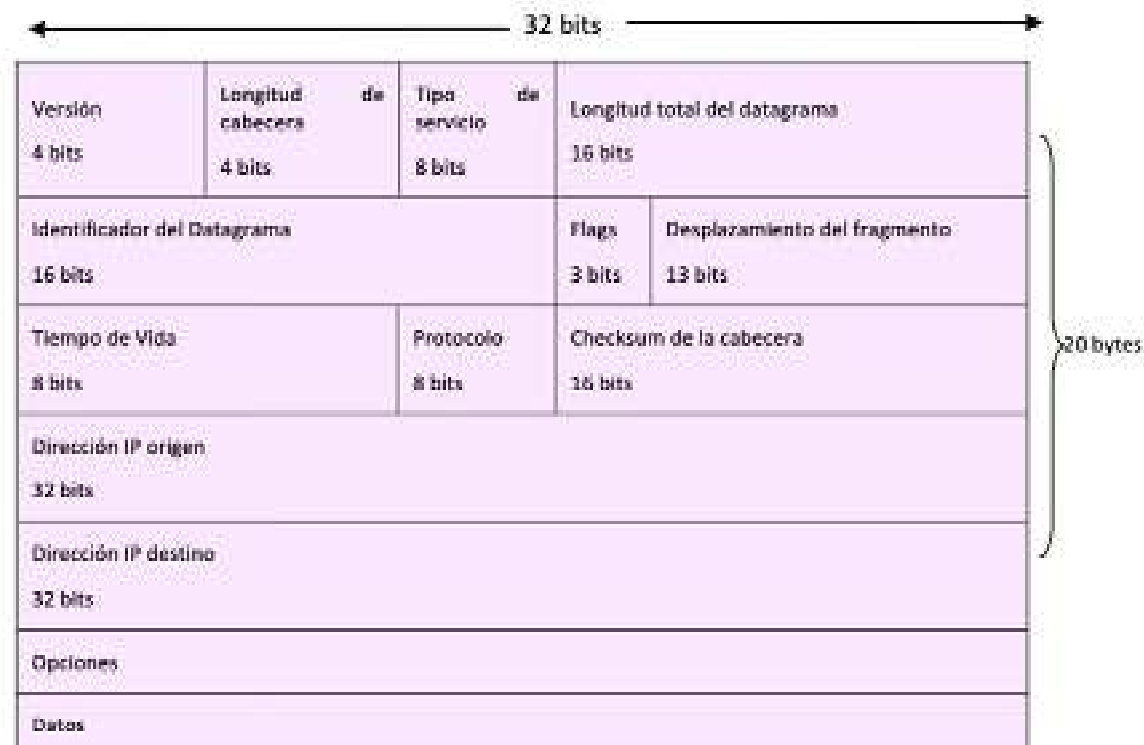 32 bits
Versión
4 bits
Longitud de
cabecera
4 bits
Tipo de
servicio
8 bits
Longitud total del datagrama
16 bits
Identificador del Datagrama
16 bits
Flags
3 bits
Desplazamiento del fragmento
13 bits
Tiempo de Vida
8 bits
Protocolo
8 bits
Checksum de la cabecera
16 bits
Dirección IP origen
32 bits
Dirección IP destino
32 bits
Opciones
Datos
20 bytes